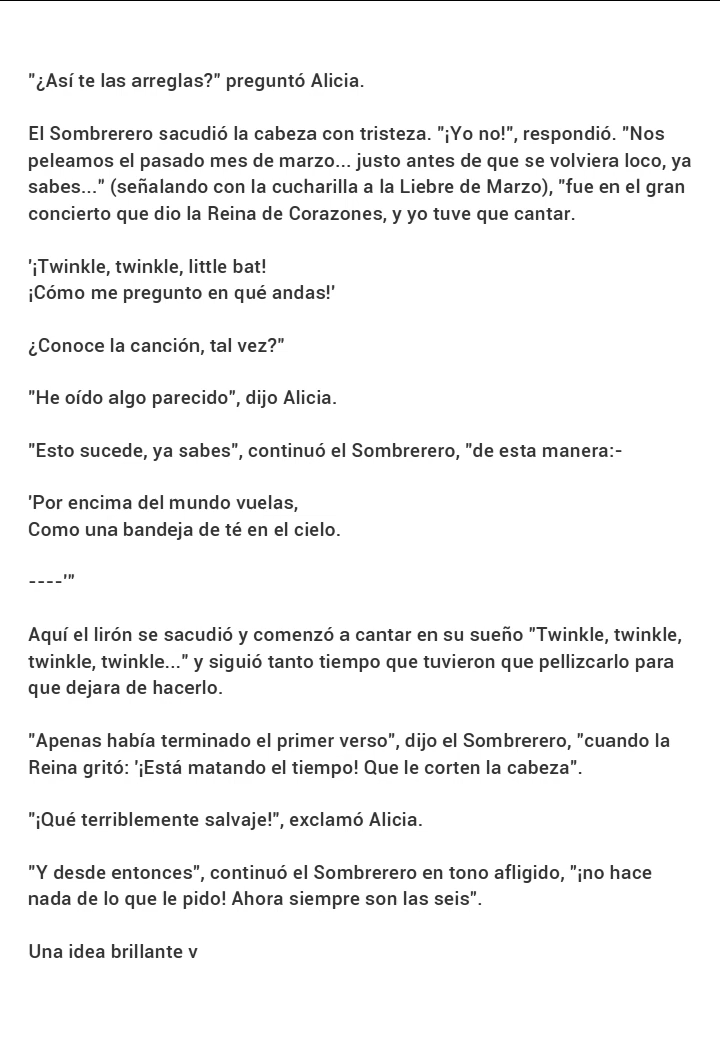 "¿Así te las arreglas?" preguntó Alicia.
El Sombrerero sacudió la cabeza con tristeza. "¡Yo no!", respondió. "Nos
peleamos el pasado mes de marzo... justo antes de que se volviera loco, ya
sabes..." (señalando con la cucharilla a la Liebre de Marzo), "fue en el gran
concierto que dio la Reina de Corazones, y yo tuve que cantar.
'¡Twinkle, twinkle, little bat!
¡Cómo me pregunto en qué andas!'
¿Conoce la canción, tal vez?"
"He oído algo parecido", dijo Alicia.
"Esto sucede, ya sabes", continuó el Sombrerero, "de esta manera:-
'Por encima del mundo vuelas,
Como una bandeja de té en el cielo.
----'"
Aquí el lirón se sacudió y comenzó a cantar en su sueño "Twinkle, twinkle,
twinkle, twinkle..." y siguió tanto tiempo que tuvieron que pellizcarlo para
que dejara de hacerlo.
"Apenas había terminado el primer verso", dijo el Sombrerero, "cuando la
Reina gritó: '¡Está matando el tiempo! Que le corten la cabeza".
"¡Qué terriblemente salvaje!", exclamó Alicia.
"Y desde entonces", continuó el Sombrerero en tono afligido, "¡no hace
nada de lo que le pido! Ahora siempre son las seis".
Una idea brillante v